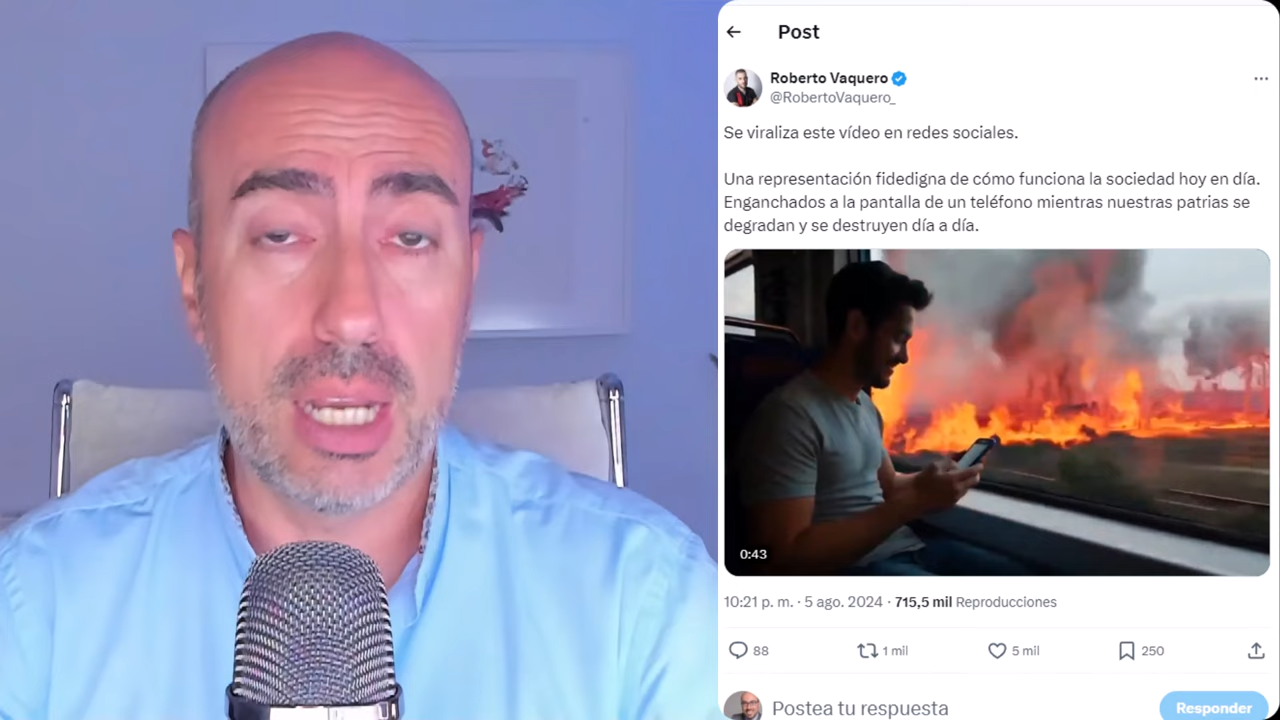 Post
Roberto Vaquero
@RobertoVaquero_
Se viraliza este vídeo en redes sociales.
Una representación fidedigna de cómo funciona la sociedad hoy en día.
Enganchados a la pantalla de un teléfono mientras nuestras patrias se
degradan y se destruyen día a día.
0:43
10:21 p. m. · 5 ago. 2024 · 715,5 mil Reproducciones
88 1 mil 5 mil 250
Postea tu respuesta Responder